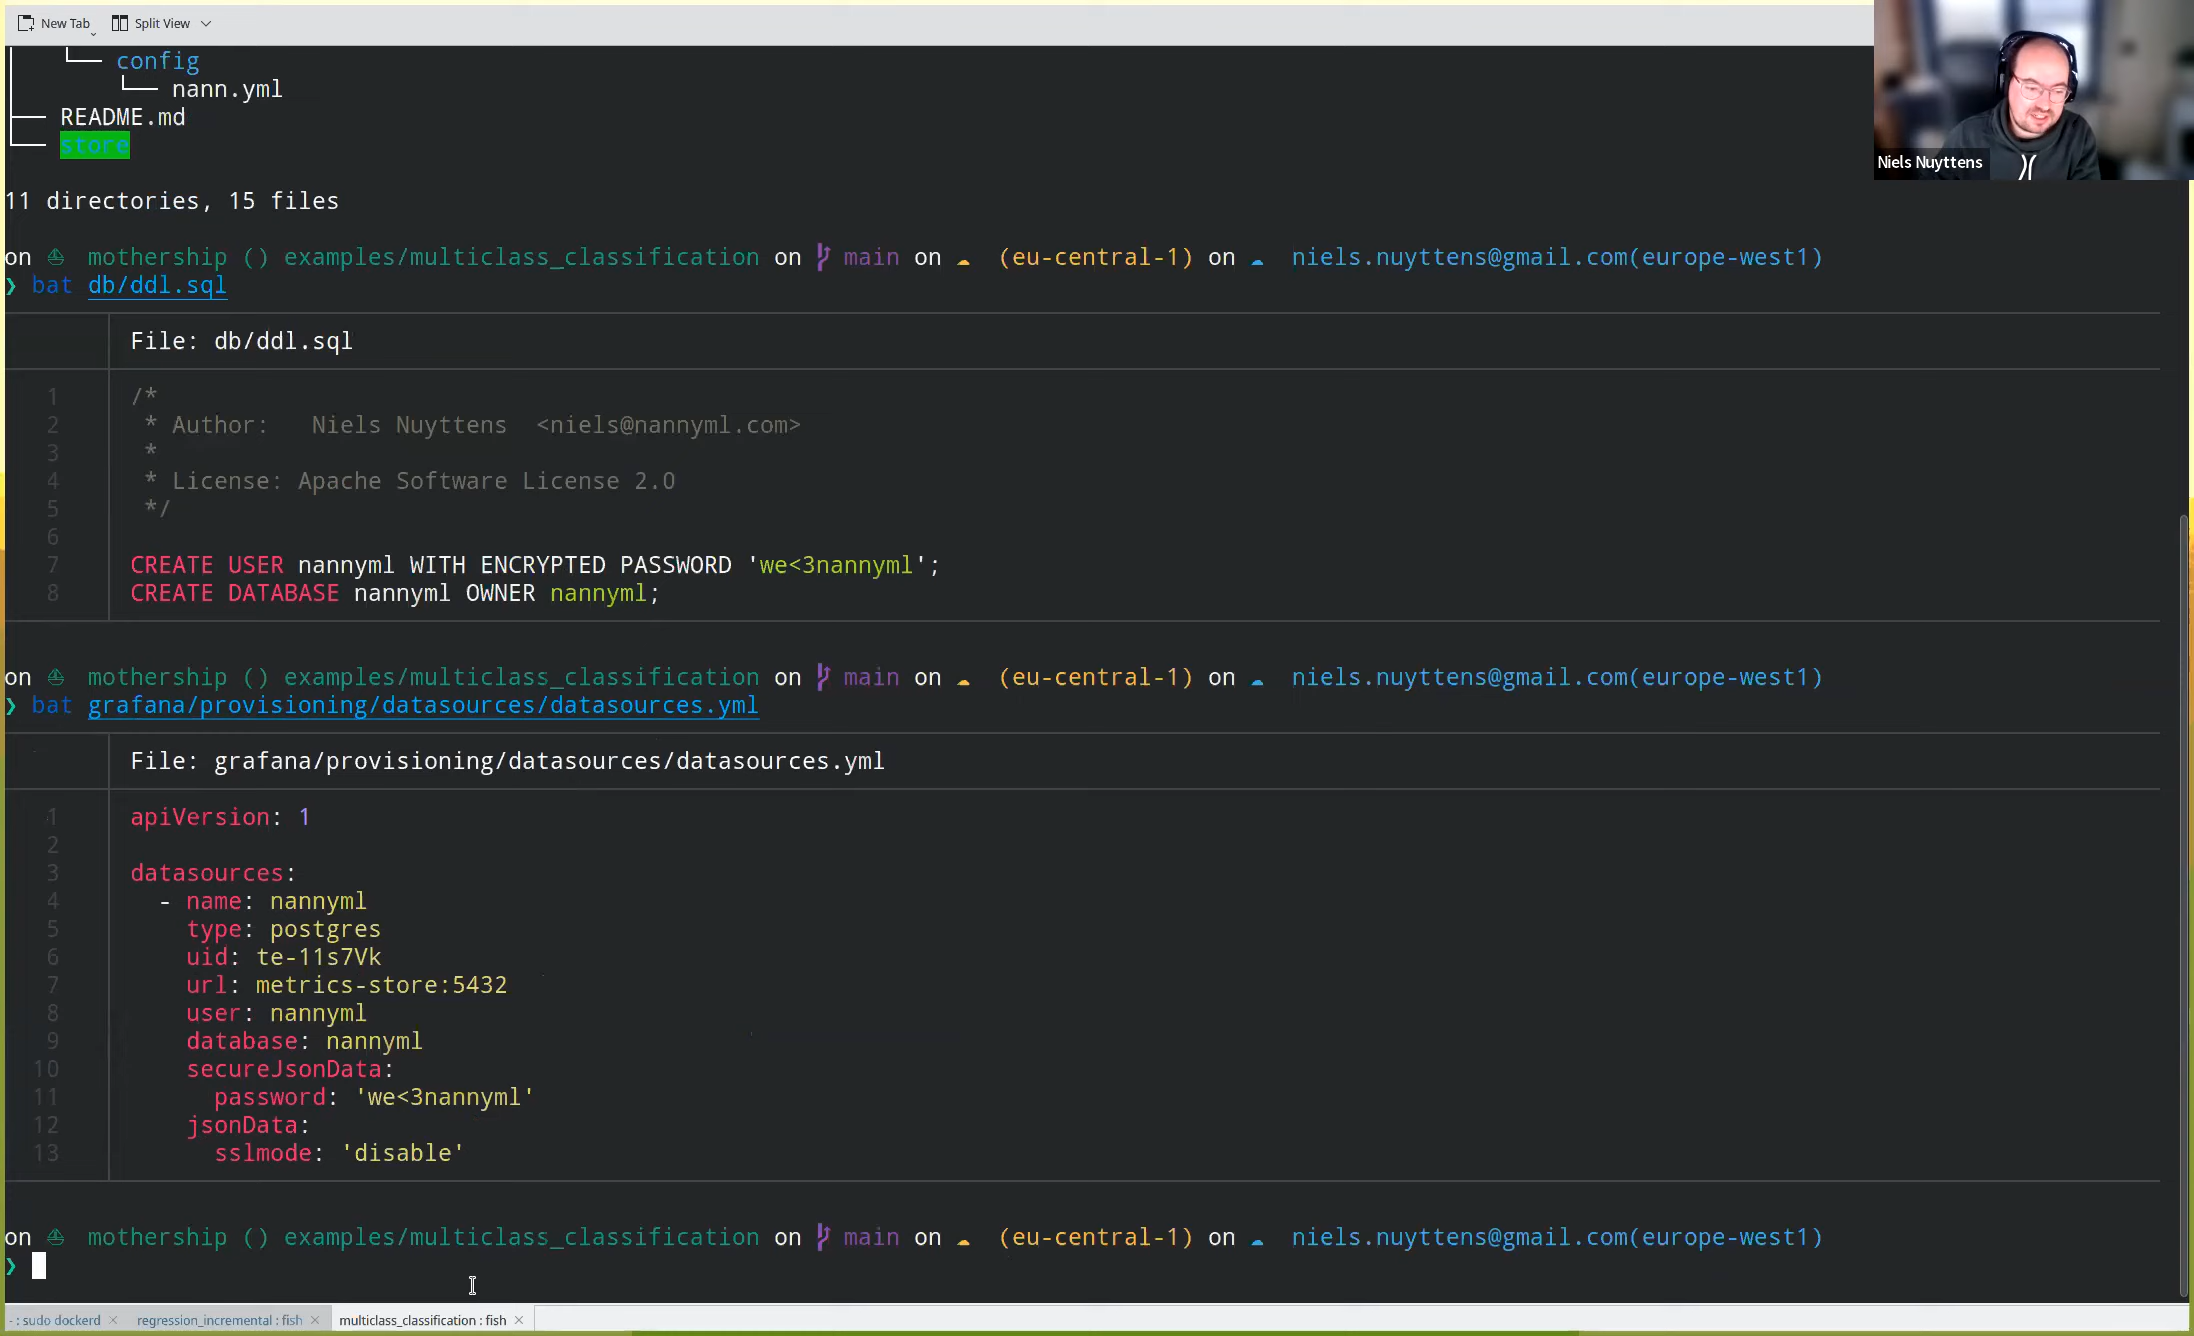 New Tab Split View
config
nann.yml
README.md
store
Niels Nuyttens
11 directories, 15 files
on mothership () examples/multiclass_classification on main on (eu-central-1) on niels.nuyttens@gmail.com(europe-west1)
❯ bat db/ddl.sql
File: db/ddl.sql
1 /*
2 * Author: Niels Nuyttens <niels@nannyml.com>
3 *
4 * License: Apache Software License 2.0
5 */
6
7 CREATE USER nannyml WITH ENCRYPTED PASSWORD 'we<3nannyml';
8 CREATE DATABASE nannyml OWNER nannyml;
on mothership () examples/multiclass_classification on main on (eu-central-1) on niels.nuyttens@gmail.com(europe-west1)
❯ bat grafana/provisioning/datasources/datasources.yml
File: grafana/provisioning/datasources/datasources.yml
1 apiVersion: 1
2
3 datasources:
4 - name: nannyml
5 type: postgres
6 uid: te-11s7Vk
7 url: metrics-store:5432
8 user: nannyml
9 database: nannyml
10 secureJsonData:
11 password: 'we<3nannyml'
12 jsonData:
13 sslmode: 'disable'
on mothership () examples/multiclass_classification on main on (eu-central-1) on niels.nuyttens@gmail.com(europe-west1)
❯
~ : sudo dockerd regression_incremental : fish multiclass_classification : fish